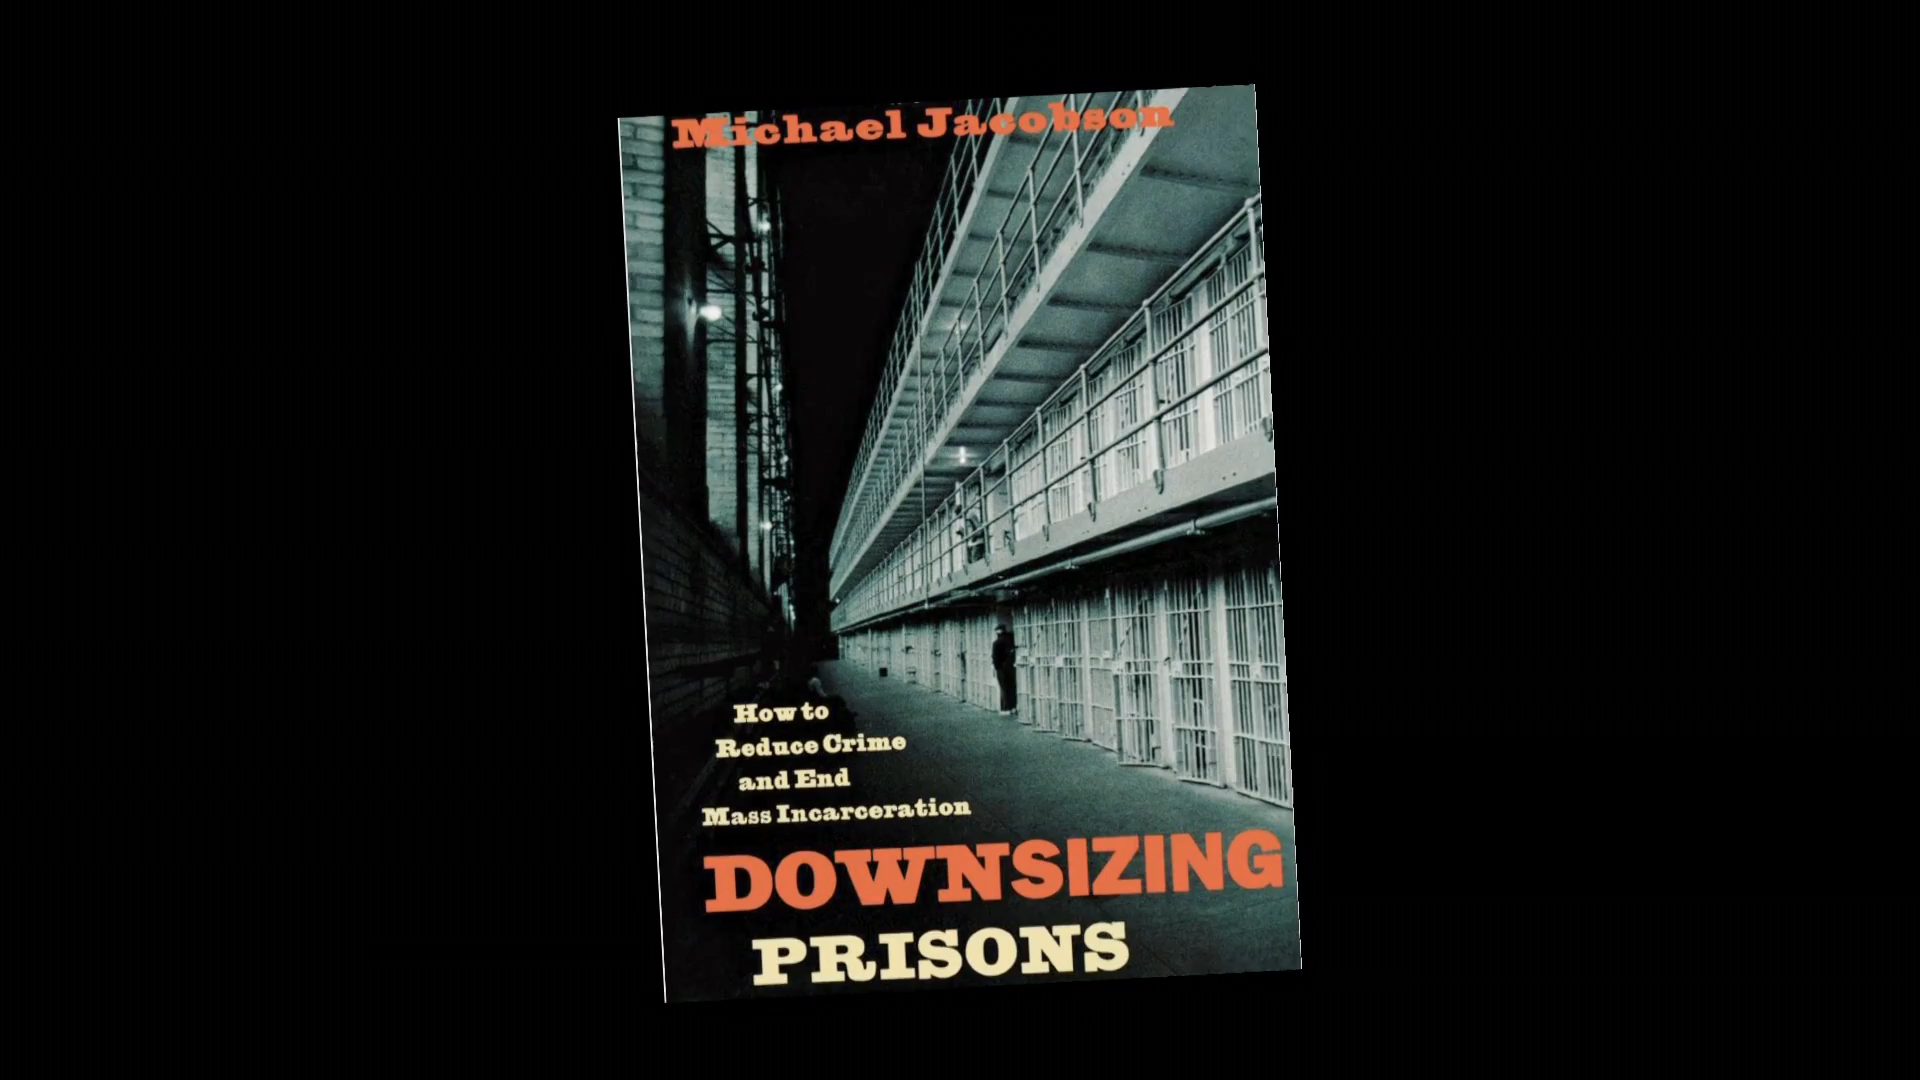 Michael Jacobson
How to
Reduce Crime
and End
Mass Incarceration
DOWNSIZING
PRISONS